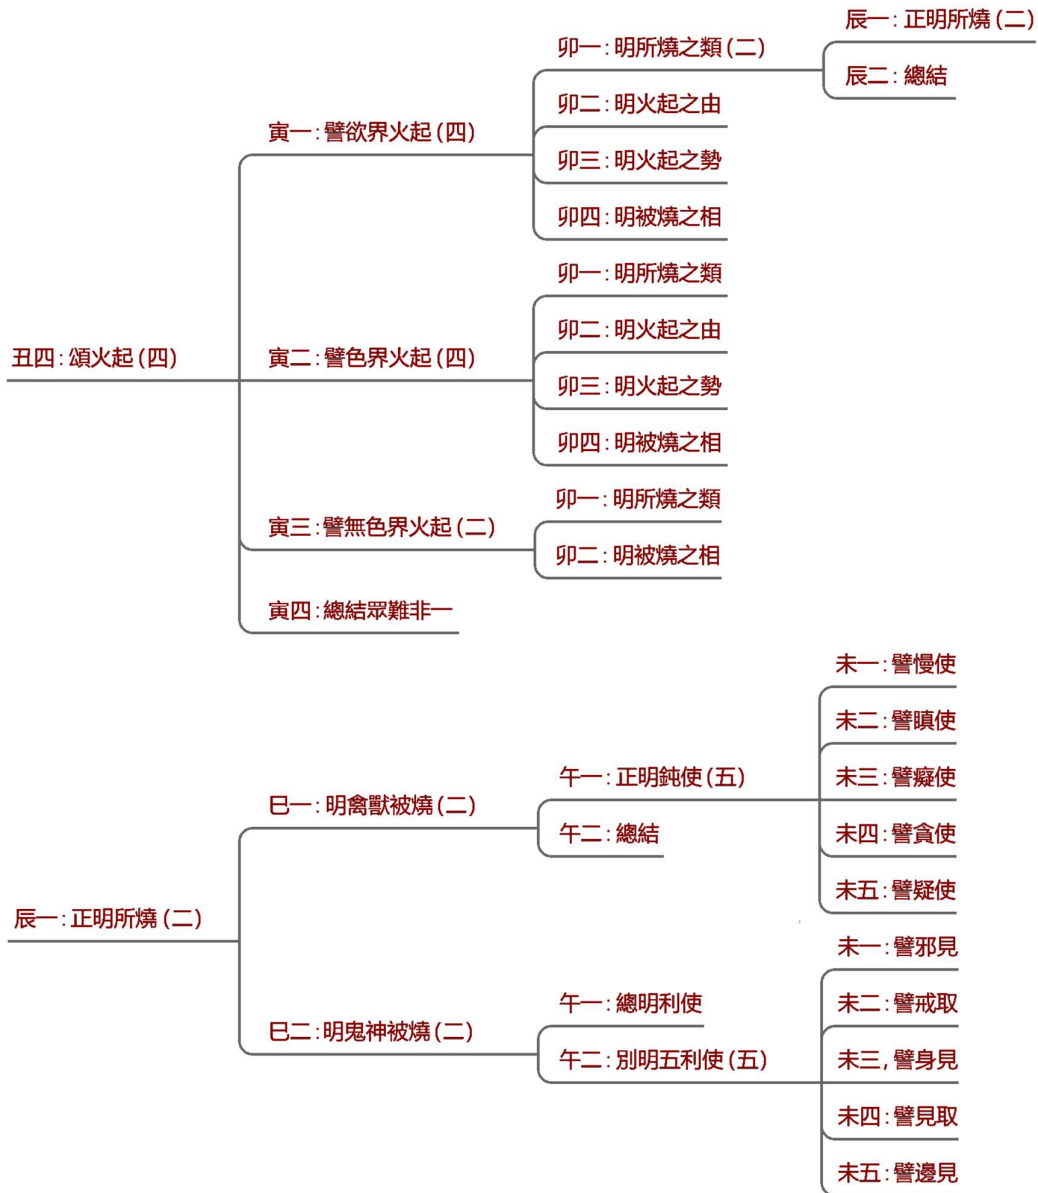 丑四:頌火起(四)
寅一:譬欲界火起(四)
卯一:明所燒之類(二)
辰一:正明所燒(二)
辰二:總結
卯二:明火起之由
卯三:明火起之勢
卯四:明被燒之相
寅二:譬色界火起(四)
卯一:明所燒之類
卯二:明火起之由
卯三:明火起之勢
卯四:明被燒之相
寅三:譬無色界火起(二)
卯一:明所燒之類
卯二:明被燒之相
寅四:總結眾難非一
辰一:正明所燒(二)
巳一:明禽獸被燒(二)
午一:正明鈍使(五)
未一:譬慢使
未二:譬瞋使
未三:譬癡使
未四:譬貪使
未五:譬疑使
午二:總結
巳二:明鬼神被燒(二)
午一:總明利使
午二:別明五利使(五)
未一:譬邪見
未二:譬戒取
未三,譬身見
未四:譬見取
未五:譬邊見